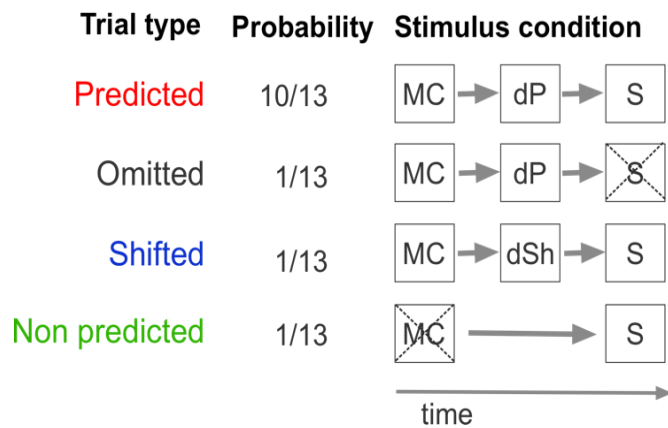 Trial type Probability Stimulus condition
Predicted 10/13 MC dP S
Omitted 1/13 MC dP S
Shifted 1/13 MC dSh S
Non predicted 1/13 MC S
time